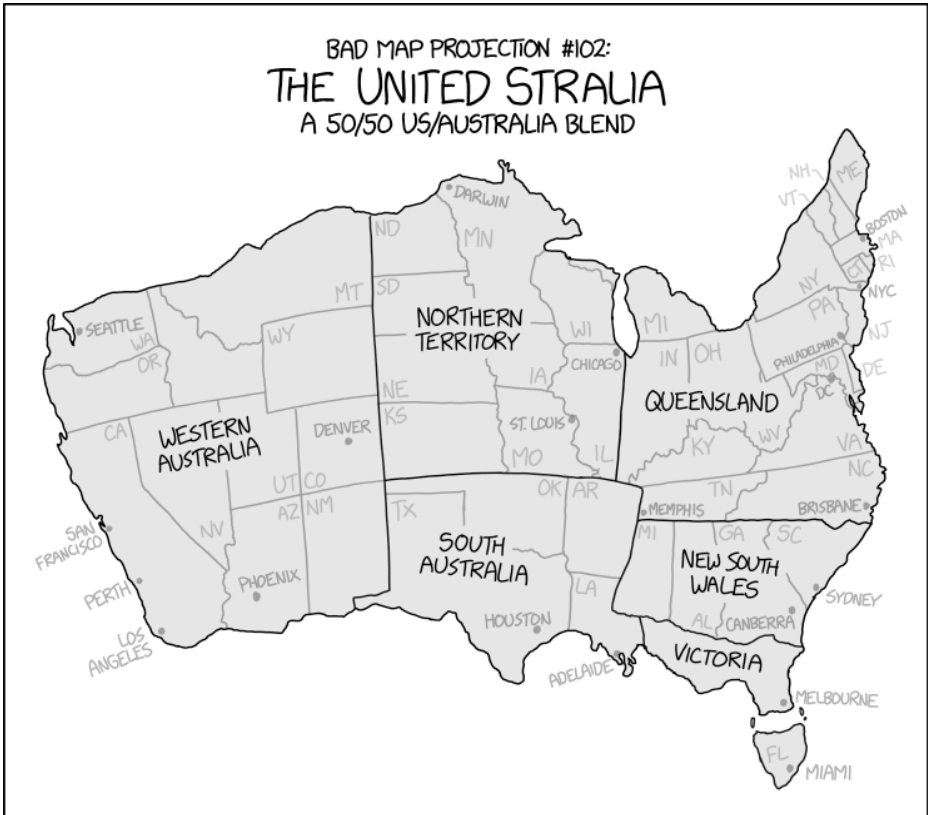 BAD MAP PROJECTION #102:
THE UNITED STRALIA
A 50/50 US/AUSTRALIA BLEND
DARWIN
NH
ME
VT
BOSTON
MA
ND
MN
NY
CT
RI
MT
SD
NYC
SEATTLE
WA
OR
WY
NORTHERN
TERRITORY
WI
MI
PA
NJ
IA
CHICAGO
IN
OH
PHILADELPHIA
MD
DE
DC
NE
KS
QUEENSLAND
CA
WESTERN
AUSTRALIA
DENVER
ST. LOUIS
KY
WV
VA
MO
IL
UT
CO
NC
OK
AR
TN
NV
AZ
NM
TX
MEMPHIS
BRISBANE
SAN
FRANCISCO
MI
GA
SC
SOUTH
AUSTRALIA
NEW SOUTH
WALES
PERTH
PHOENIX
LA
SYDNEY
HOUSTON
AL
CANBERRA
LOS
ANGELES
ADELAIDE
VICTORIA
MELBOURNE
FL
MIAMI